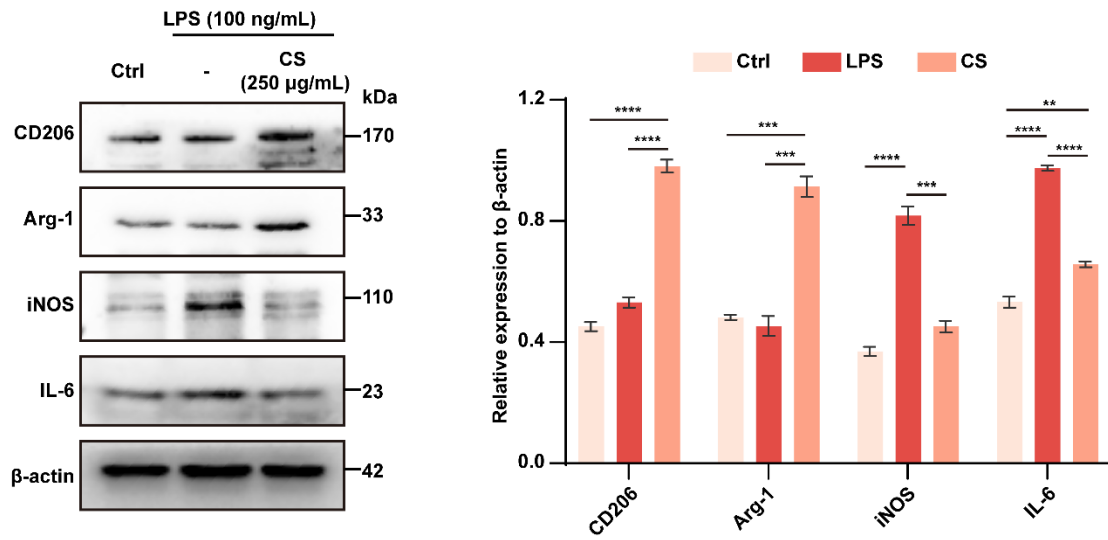 LPS (100 ng/mL)
Ctrl
-
CS
(250 μg/mL)
kDa
CD206
170
Arg-1
33
iNOS
110
IL-6
23
β-actin
42
Ctrl
LPS
CS
Relative expression to β-actin
1.2
0.8
0.4
0.0
****
****
***
***
****
***
**
****
****
CD206
Arg-1
iNOS
IL-6